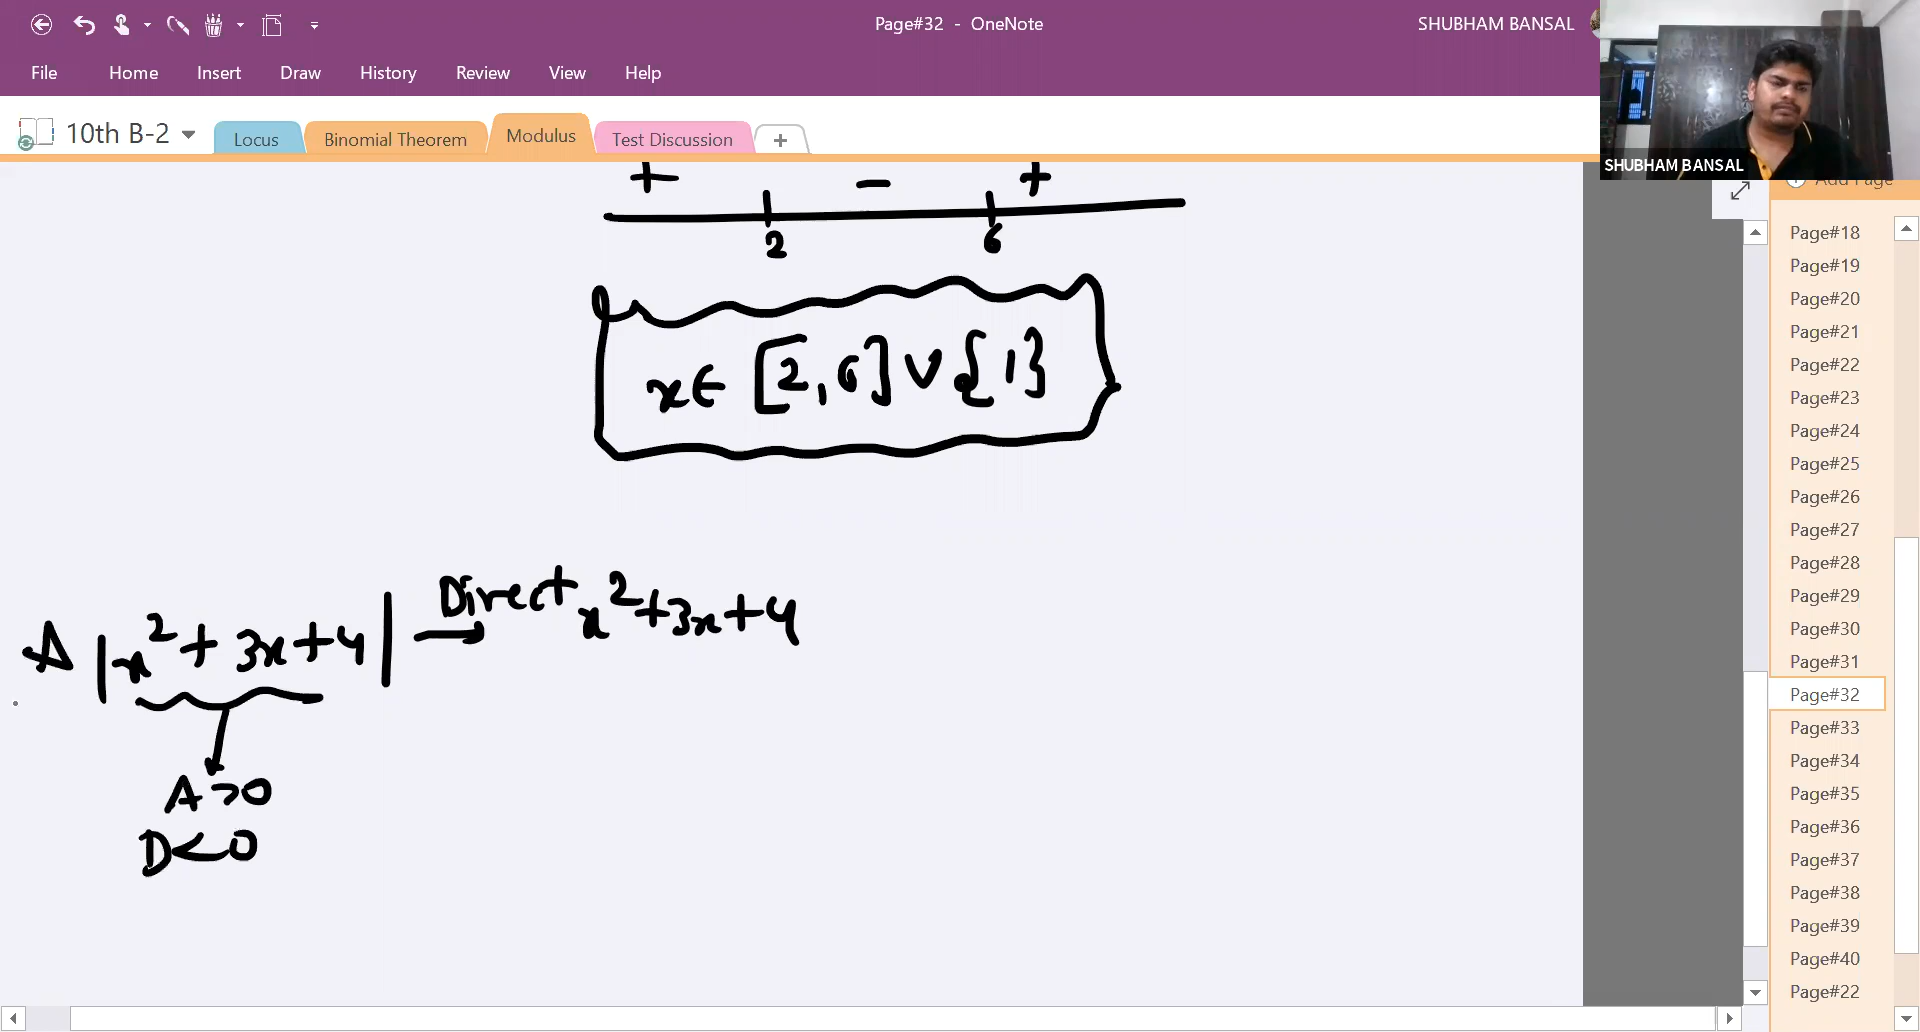 Page#32 - OneNote
SHUBHAM BANSAL
File Home Insert Draw History Review View Help
10th B-2
Locus
Binomial Theorem
Modulus
Test Discussion
+
SHUBHAM BANSAL
Add Page
+ - +
2 6
x∈ [2,6]∪{1}
|x²+3x+4| Direct → x²+3x+4
A>0
D<0
Page#18
Page#19
Page#20
Page#21
Page#22
Page#23
Page#24
Page#25
Page#26
Page#27
Page#28
Page#29
Page#30
Page#31
Page#32
Page#33
Page#34
Page#35
Page#36
Page#37
Page#38
Page#39
Page#40
Page#22